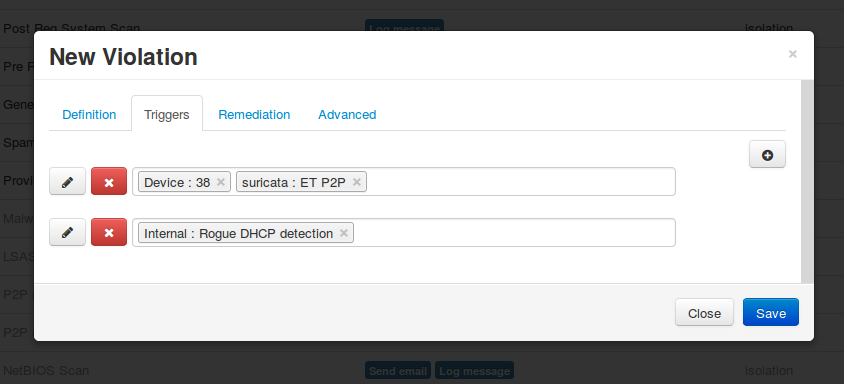 Post Reg System Scan Log message isolation
New Violation ×
Pre F
Gene
Definition Triggers Remediation Advanced
Spam
Provi
Device : 38 × suricata : ET P2P ×
Malw
Internal : Rogue DHCP detection ×
LSAS
P2P
Close Save
P2P
NetBIOS Scan Send email Log message isolation